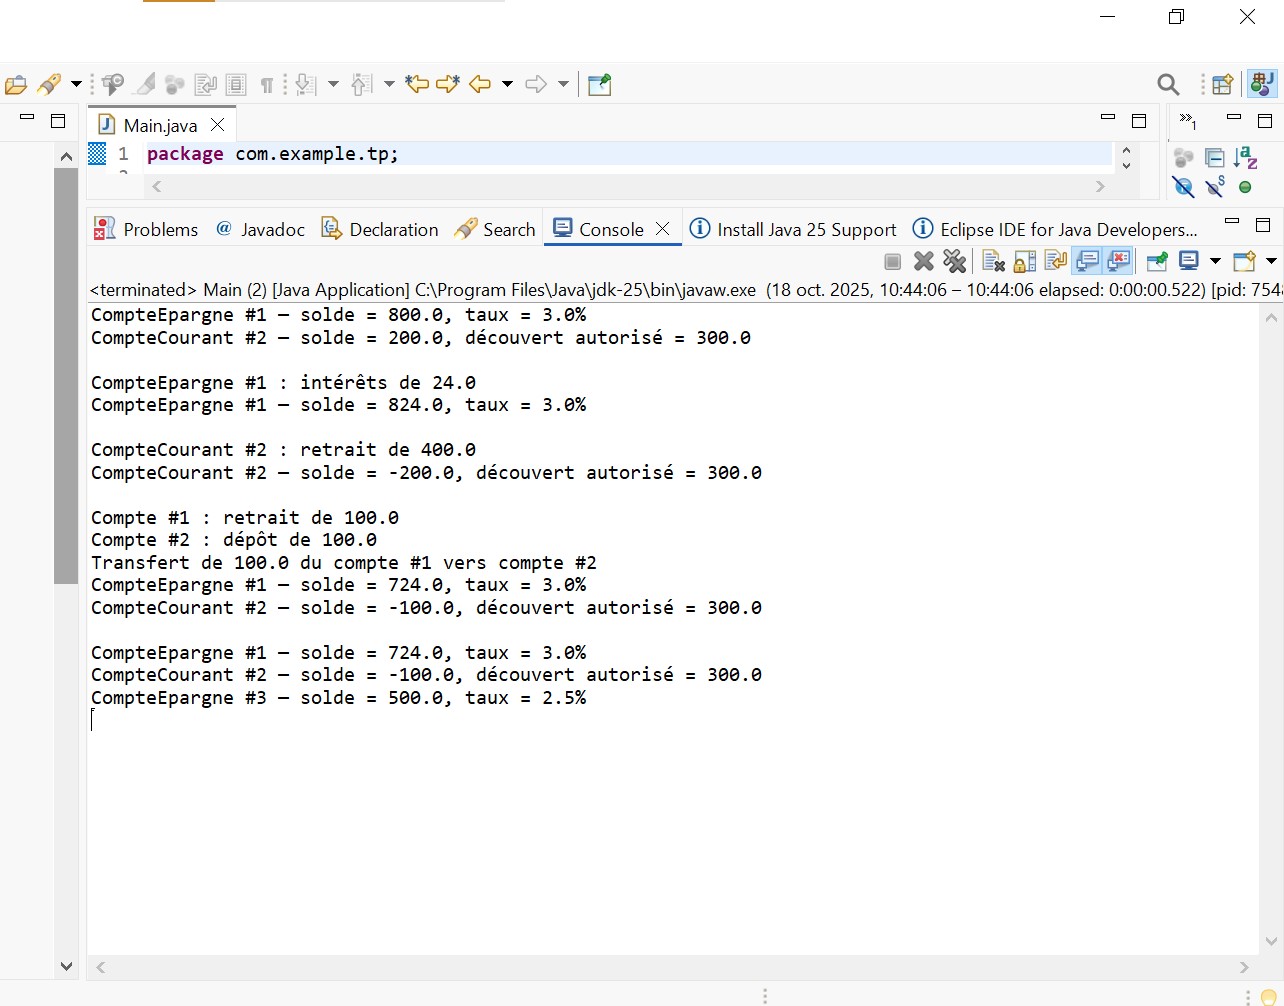 Main.java
1 package com.example.tp;
Problems @ Javadoc Declaration Search Console Install Java 25 Support Eclipse IDE for Java Developers...
<terminated> Main (2) [Java Application] C:\Program Files\Java\jdk-25\bin\javaw.exe (18 oct. 2025, 10:44:06 – 10:44:06 elapsed: 0:00:00.522) [pid: 754
CompteEpargne #1 – solde = 800.0, taux = 3.0%
CompteCourant #2 – solde = 200.0, découvert autorisé = 300.0
CompteEpargne #1 : intérêts de 24.0
CompteEpargne #1 – solde = 824.0, taux = 3.0%
CompteCourant #2 : retrait de 400.0
CompteCourant #2 – solde = -200.0, découvert autorisé = 300.0
Compte #1 : retrait de 100.0
Compte #2 : dépôt de 100.0
Transfert de 100.0 du compte #1 vers compte #2
CompteEpargne #1 – solde = 724.0, taux = 3.0%
CompteCourant #2 – solde = -100.0, découvert autorisé = 300.0
CompteEpargne #1 – solde = 724.0, taux = 3.0%
CompteCourant #2 – solde = -100.0, découvert autorisé = 300.0
CompteEpargne #3 – solde = 500.0, taux = 2.5%